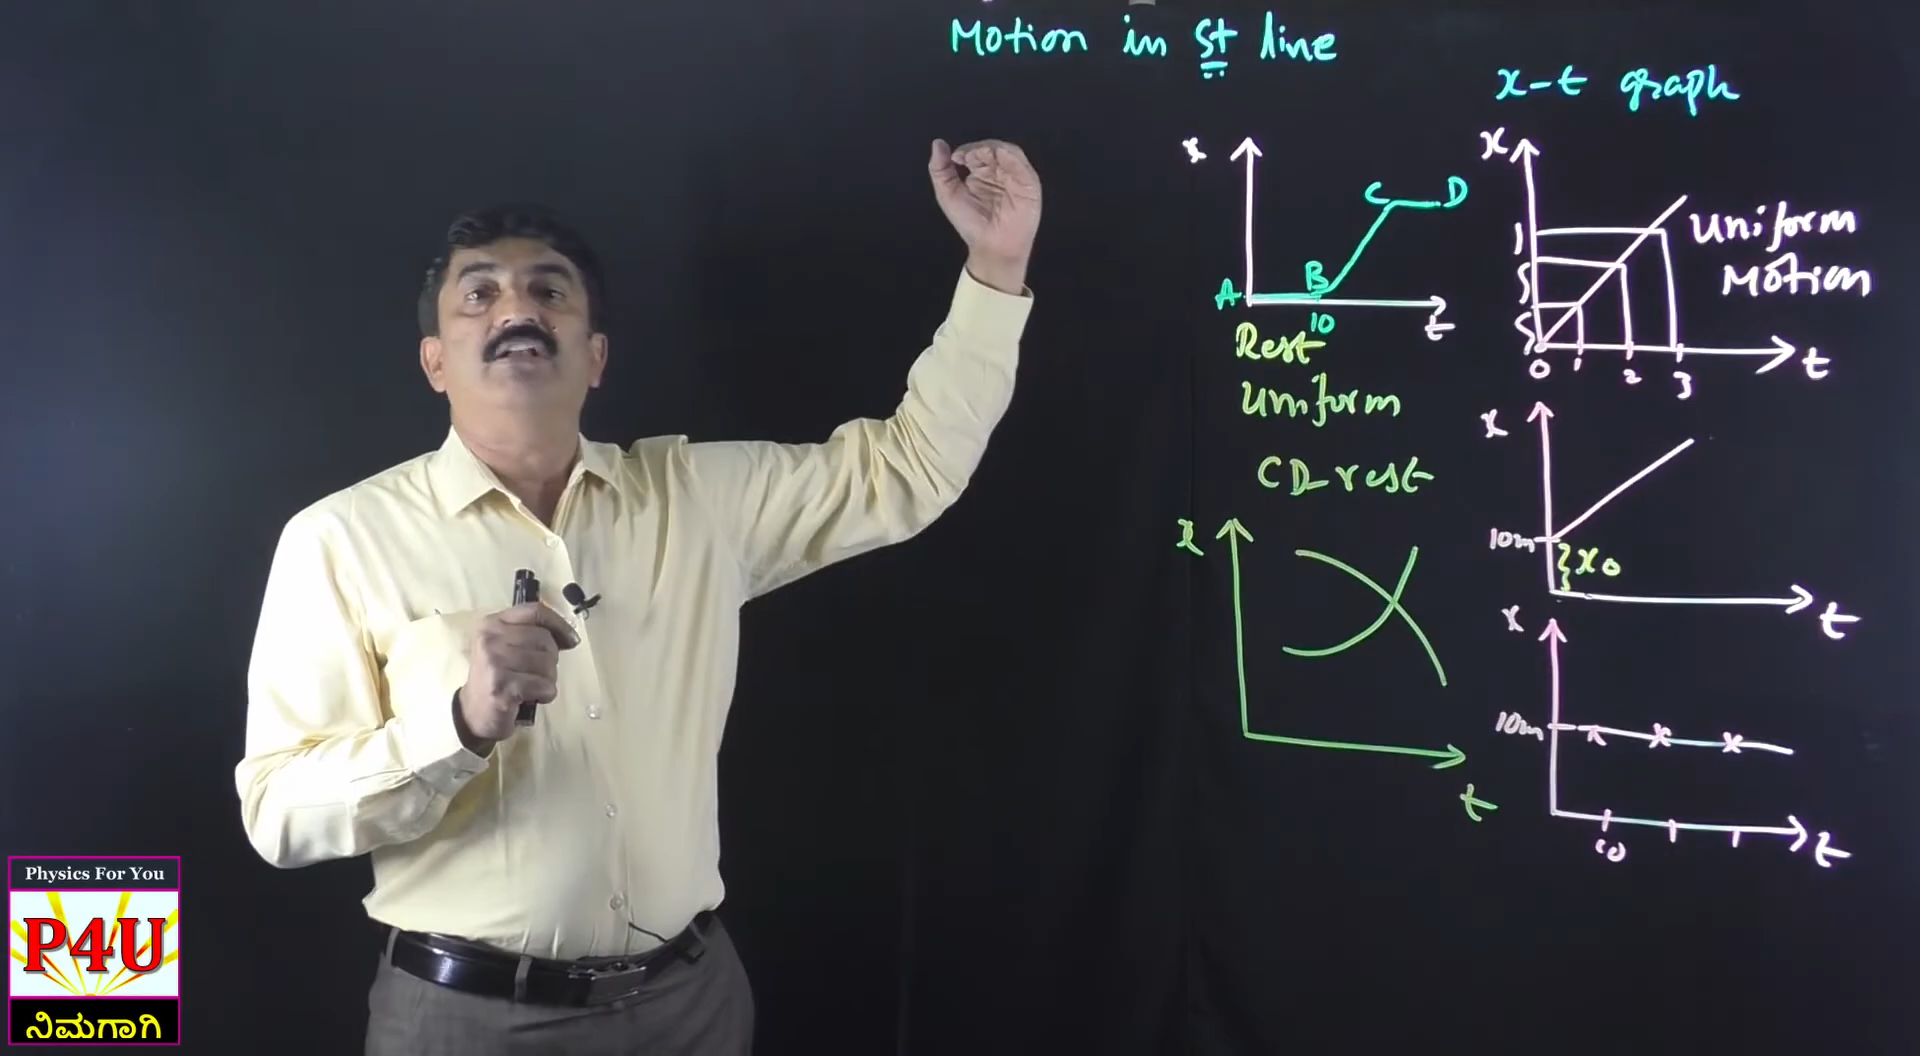 Motion in st line
x-t graph
x
C
D
A
B
10
t
Rest
Uniform
CD-rest
x
t
x
Uniform
Motion
0
1
2
3
t
x
10m
x0
t
x
10m
10
t
Physics For You
P4U
ನಿಮಗಾಗಿ